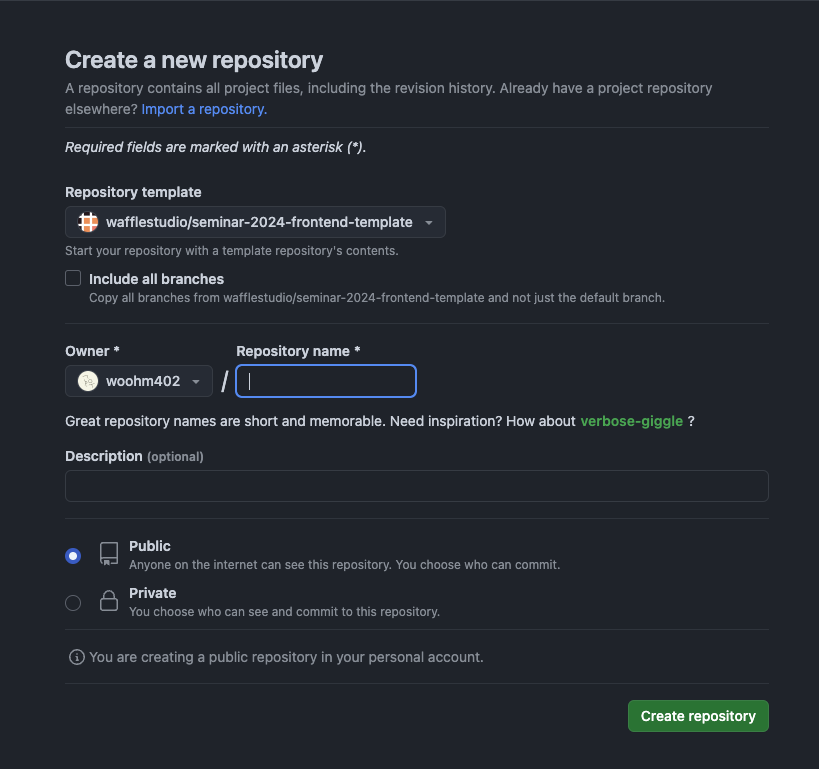 Create a new repository
A repository contains all project files, including the revision history. Already have a project repository
elsewhere? Import a repository.
Required fields are marked with an asterisk (*).
Repository template
wafflestudio/seminar-2024-frontend-template
Start your repository with a template repository's contents.
Include all branches
Copy all branches from wafflestudio/seminar-2024-frontend-template and not just the default branch.
Owner *
Repository name *
woohm402
/
Great repository names are short and memorable. Need inspiration? How about verbose-giggle ?
Description (optional)
Public
Anyone on the internet can see this repository. You choose who can commit.
Private
You choose who can see and commit to this repository.
You are creating a public repository in your personal account.
Create repository